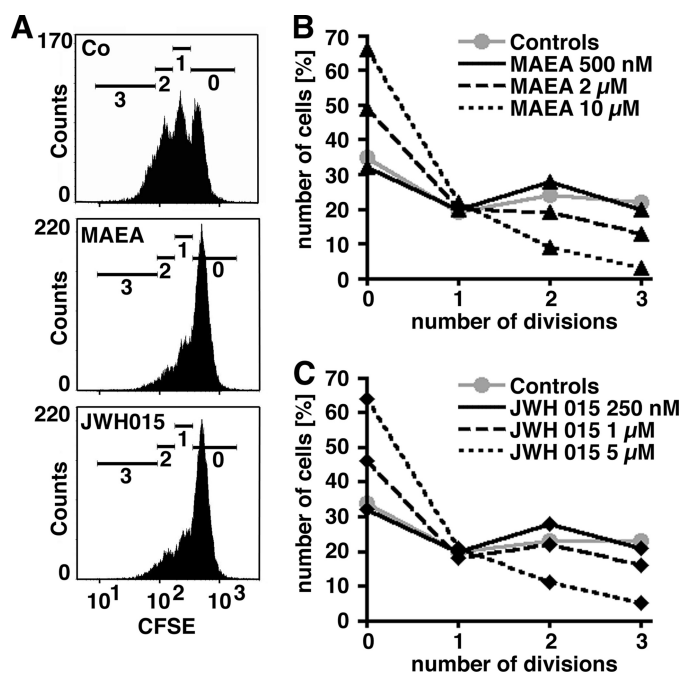 A
170
Co
1
2
0
3
Counts
0
220
MAEA
1
2
0
3
Counts
0
220
JWH015
1
2
0
3
Counts
0
10¹ 10² 10³
CFSE
B
70
60
50
40
30
20
10
0
number of cells [%]
Controls
MAEA 500 nM
MAEA 2 µM
MAEA 10 µM
0 1 2 3
number of divisions
C
70
60
50
40
30
20
10
0
number of cells [%]
Controls
JWH 015 250 nM
JWH 015 1 µM
JWH 015 5 µM
0 1 2 3
number of divisions